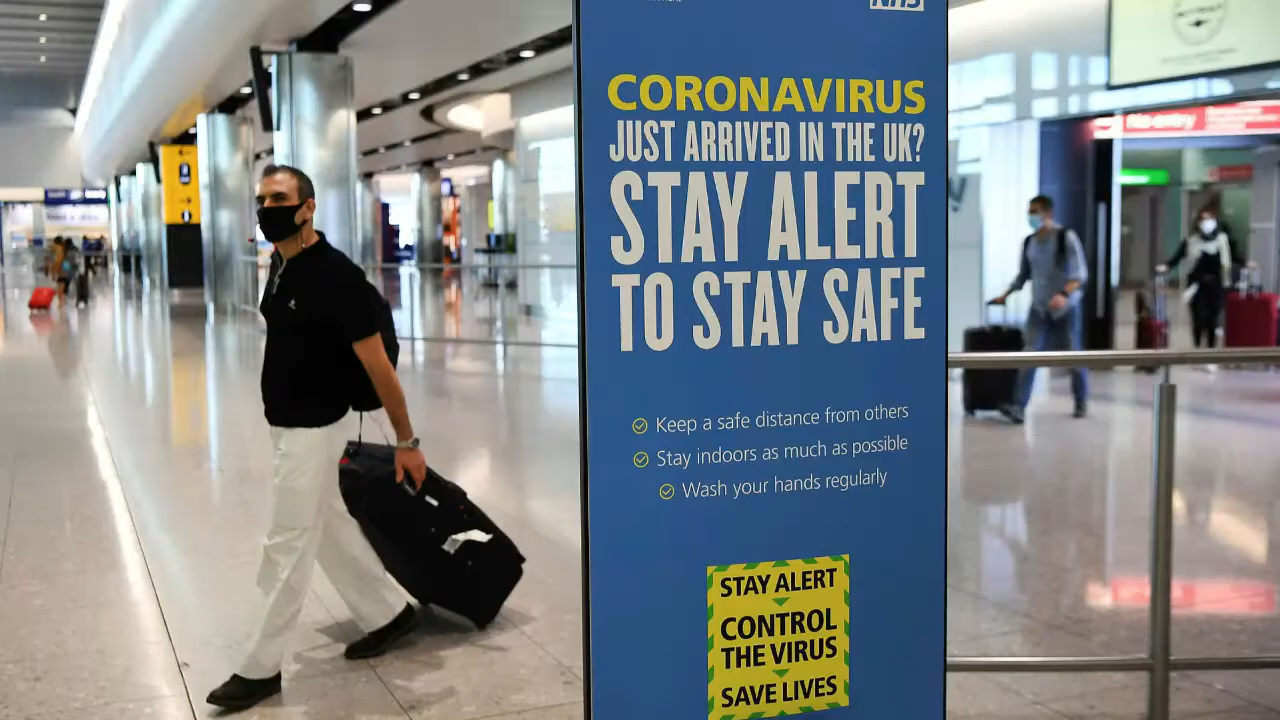 NHS
CORONAVIRUS
JUST ARRIVED IN THE UK?
STAY ALERT
TO STAY SAFE
Keep a safe distance from others
Stay indoors as much as possible
Wash your hands regularly
STAY ALERT
CONTROL
THE VIRUS
SAVE LIVES
No entry